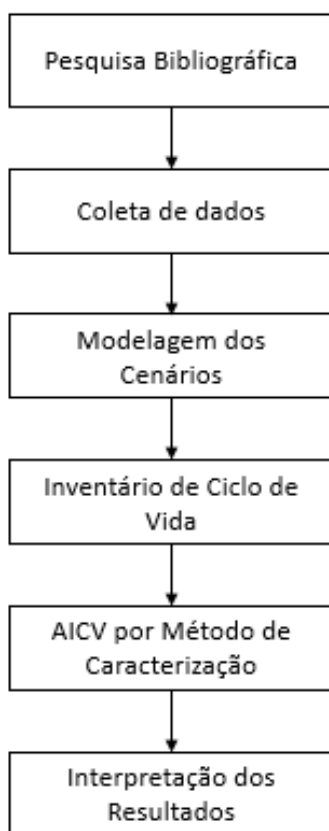 Pesquisa Bibliográfica
Coleta de dados
Modelagem dos
Cenários
Inventário de Ciclo de
Vida
AICV por Método de
Caracterização
Interpretação dos
Resultados